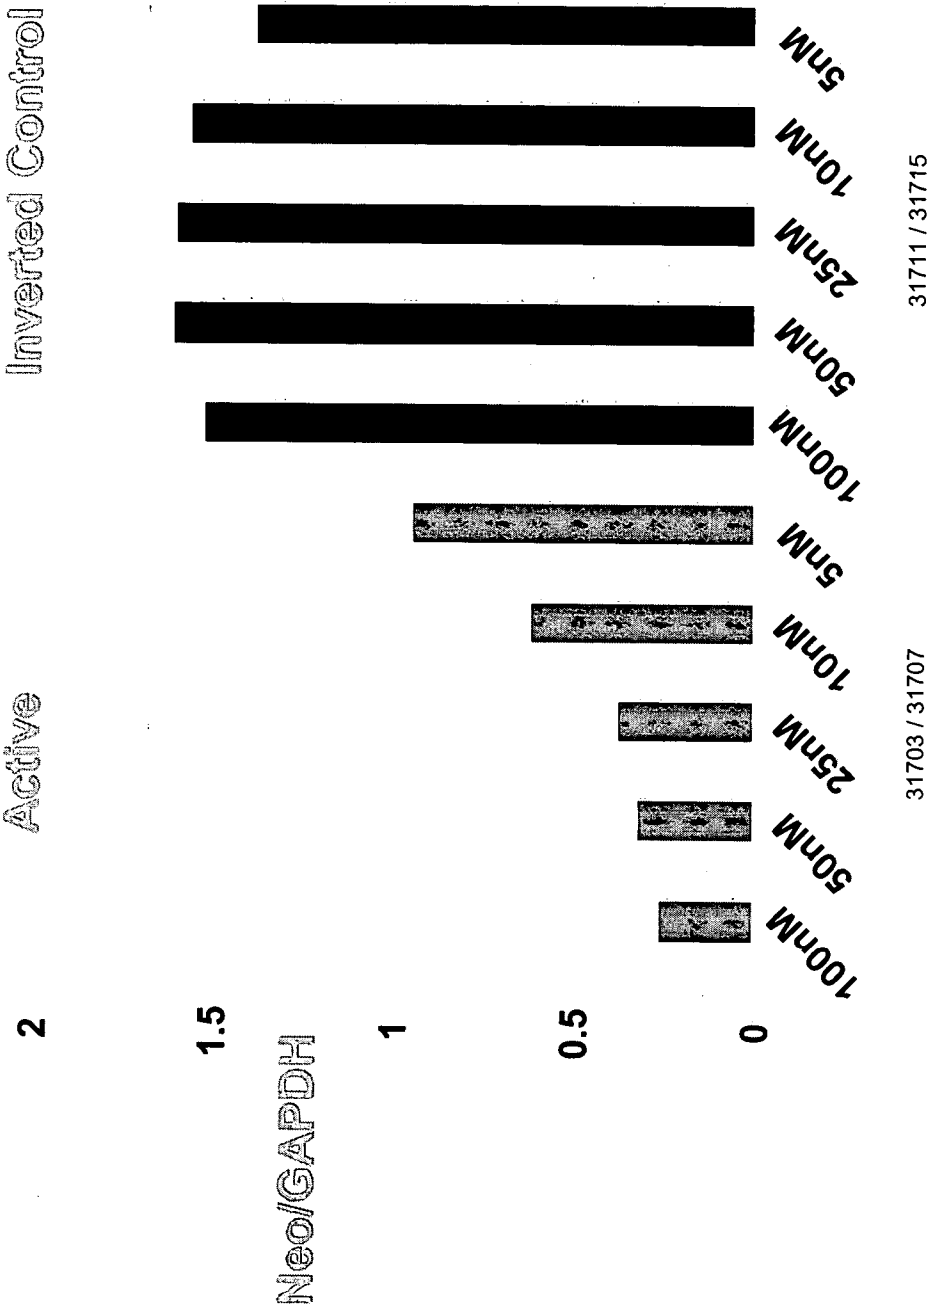 Active
Inverted Control
2
1.5
Neo/GAPDH
1
0.5
0
100nM
50nM
25nM
10nM
5nM
100nM
50nM
25nM
10nM
5nM
31703 / 31707
31711 / 31715